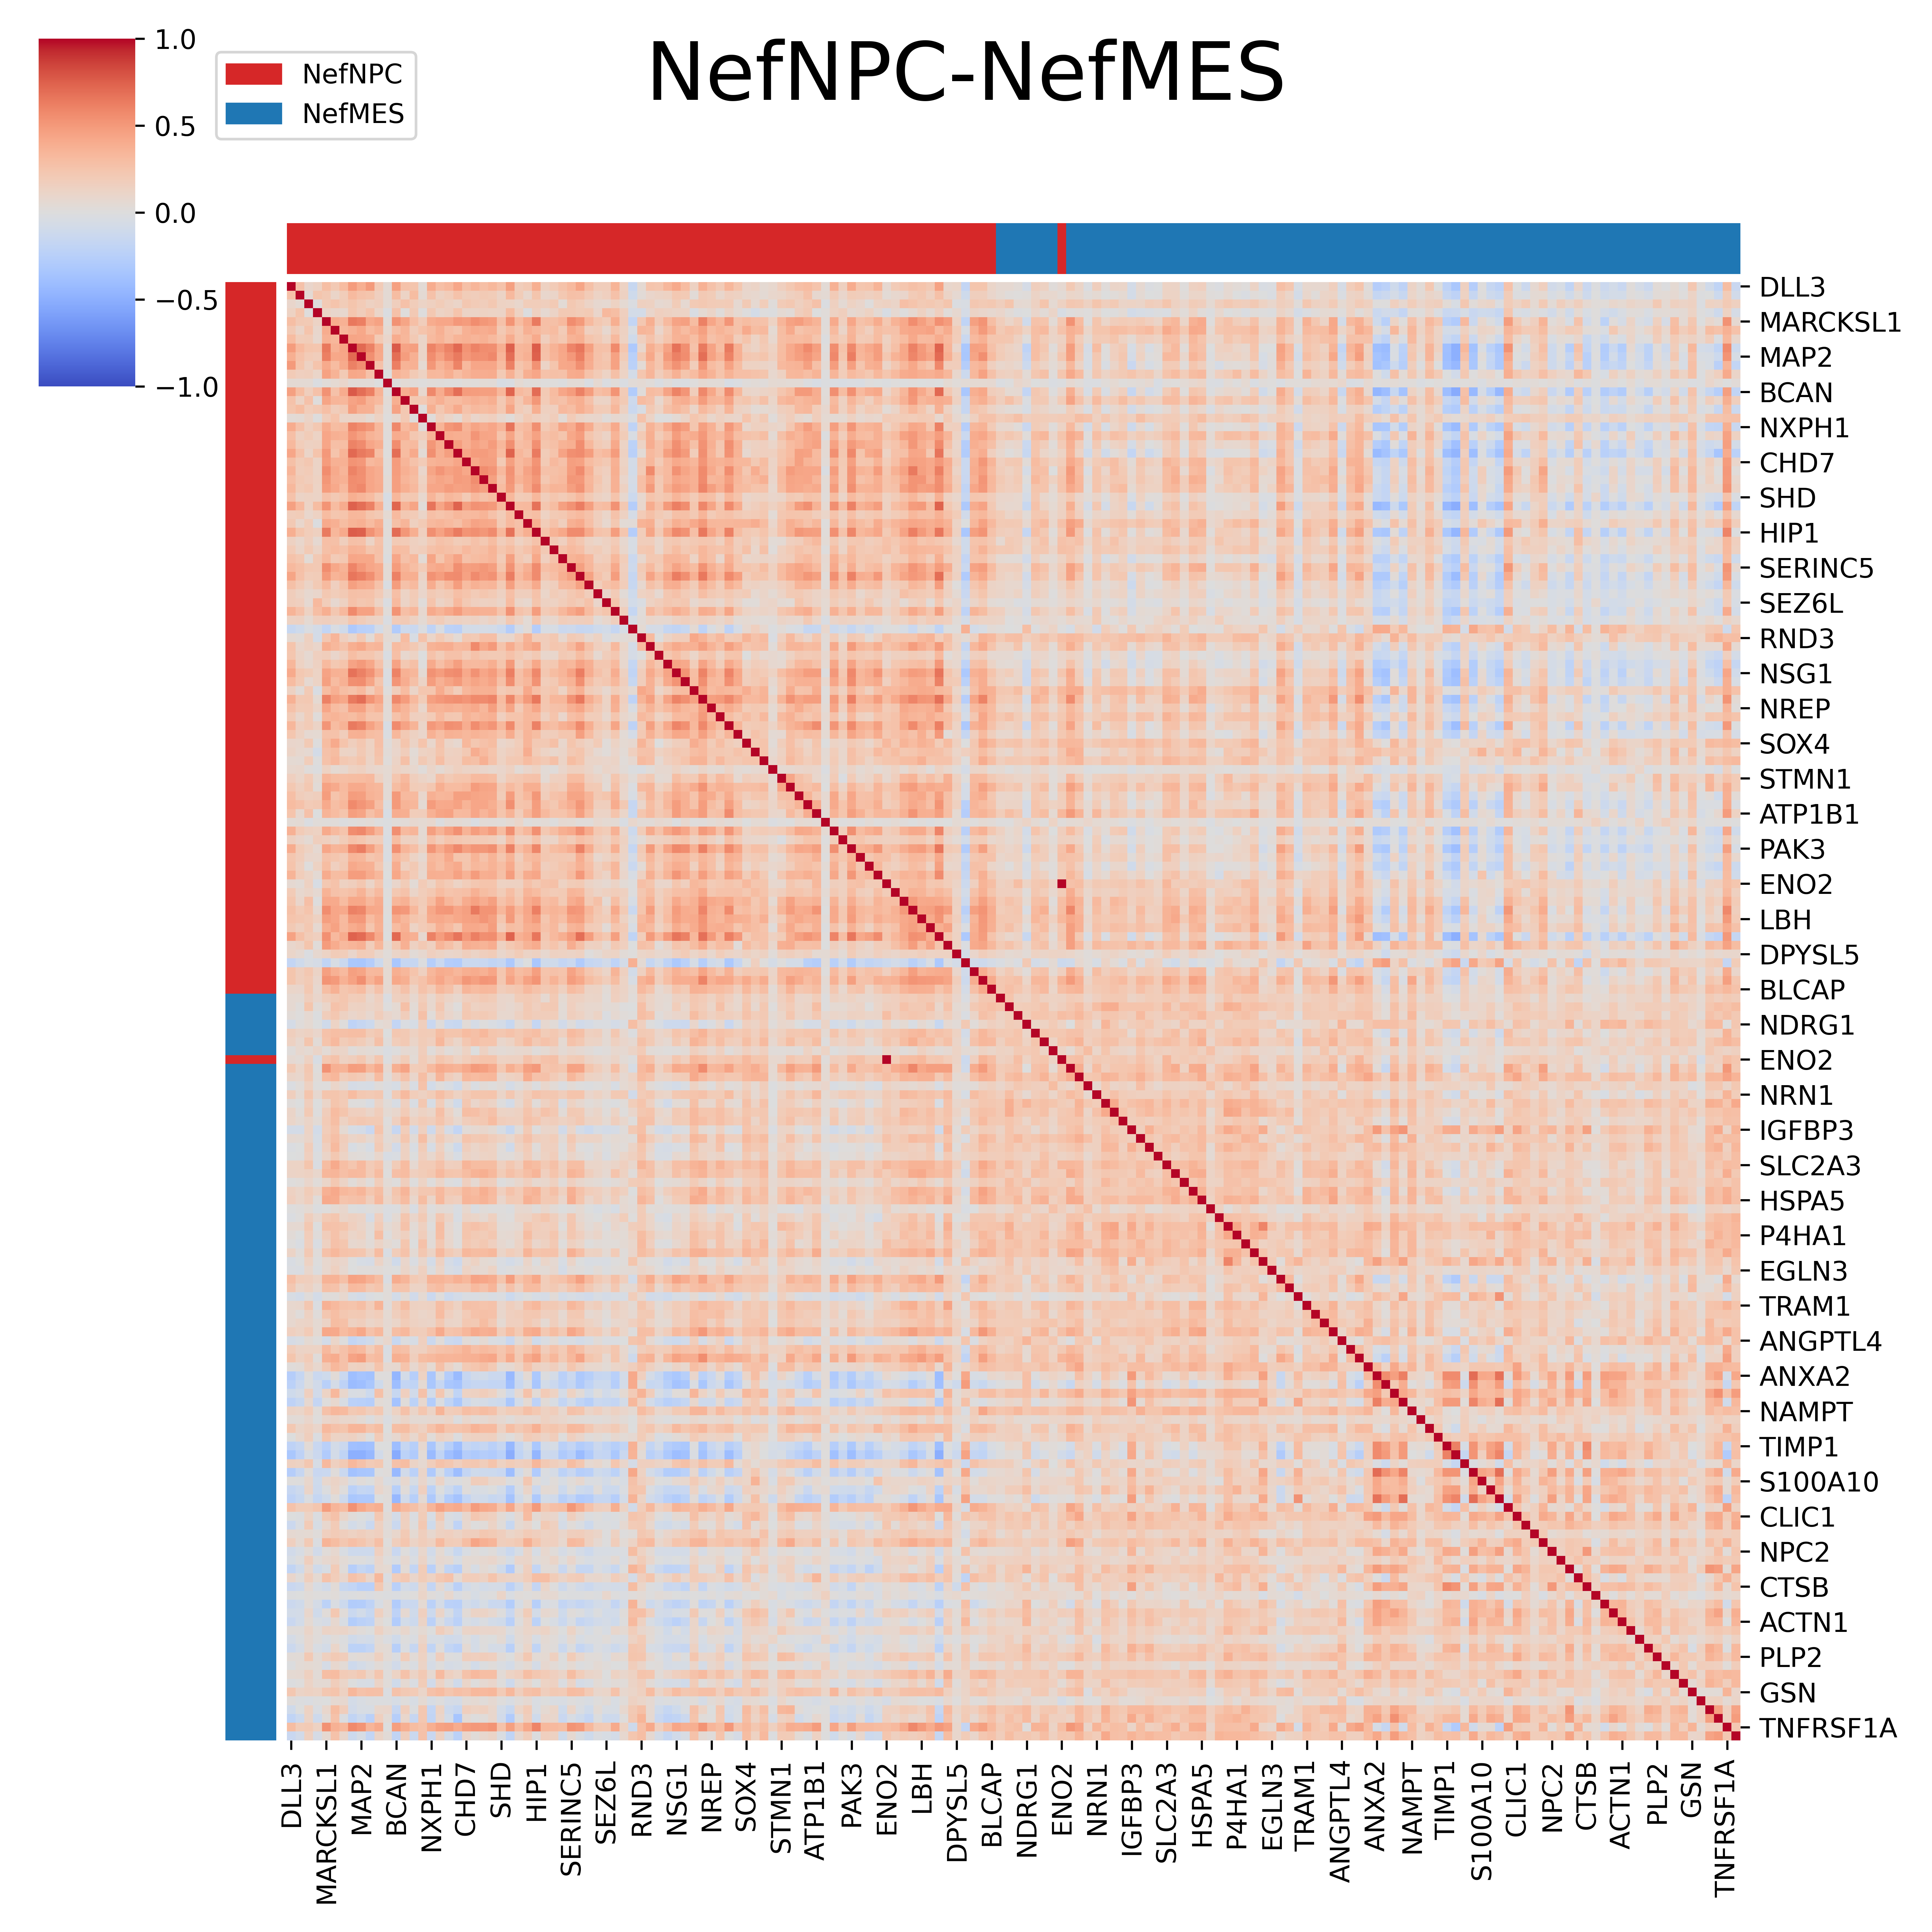 NefNPC-NefMES
1.0
0.5
0.0
−0.5
−1.0
NefNPC
NefMES
DLL3
MARCKSL1
MAP2
BCAN
NXPH1
CHD7
SHD
HIP1
SERINC5
SEZ6L
RND3
NSG1
NREP
SOX4
STMN1
ATP1B1
PAK3
ENO2
LBH
DPYSL5
BLCAP
NDRG1
ENO2
NRN1
IGFBP3
SLC2A3
HSPA5
P4HA1
EGLN3
TRAM1
ANGPTL4
ANXA2
NAMPT
TIMP1
S100A10
CLIC1
NPC2
CTSB
ACTN1
PLP2
GSN
TNFRSF1A
DLL3
MARCKSL1
MAP2
BCAN
NXPH1
CHD7
SHD
HIP1
SERINC5
SEZ6L
RND3
NSG1
NREP
SOX4
STMN1
ATP1B1
PAK3
ENO2
LBH
DPYSL5
BLCAP
NDRG1
ENO2
NRN1
IGFBP3
SLC2A3
HSPA5
P4HA1
EGLN3
TRAM1
ANGPTL4
ANXA2
NAMPT
TIMP1
S100A10
CLIC1
NPC2
CTSB
ACTN1
PLP2
GSN
TNFRSF1A